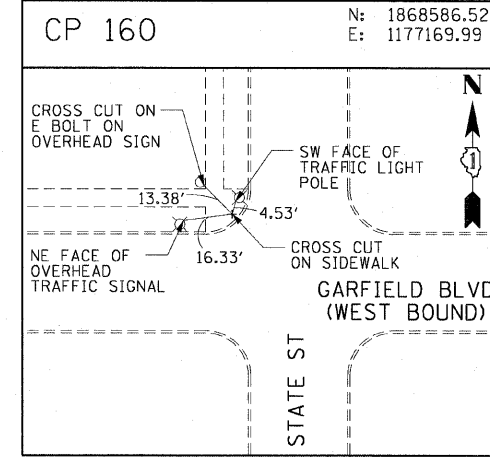 CP 160
N: 1868586.52
E: 1177169.99
N
1
CROSS CUT ON
E BOLT ON
OVERHEAD SIGN
SW FACE OF
TRAFFIC LIGHT
POLE
13.38'
4.53'
16.33'
NE FACE OF
OVERHEAD
TRAFFIC SIGNAL
CROSS CUT
ON SIDEWALK
GARFIELD BLVD
(WEST BOUND)
STATE ST